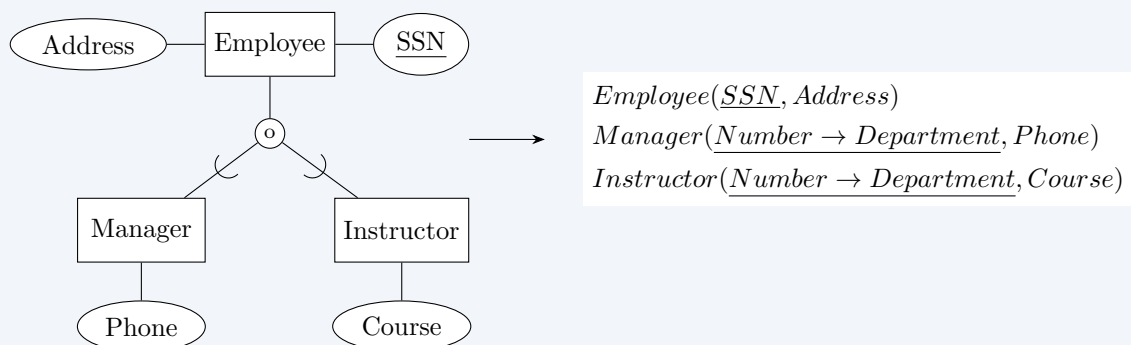 Address
Employee
SSN
o
Manager
Instructor
Phone
Course
Employee(SSN, Address)
Manager(Number → Department, Phone)
Instructor(Number → Department, Course)